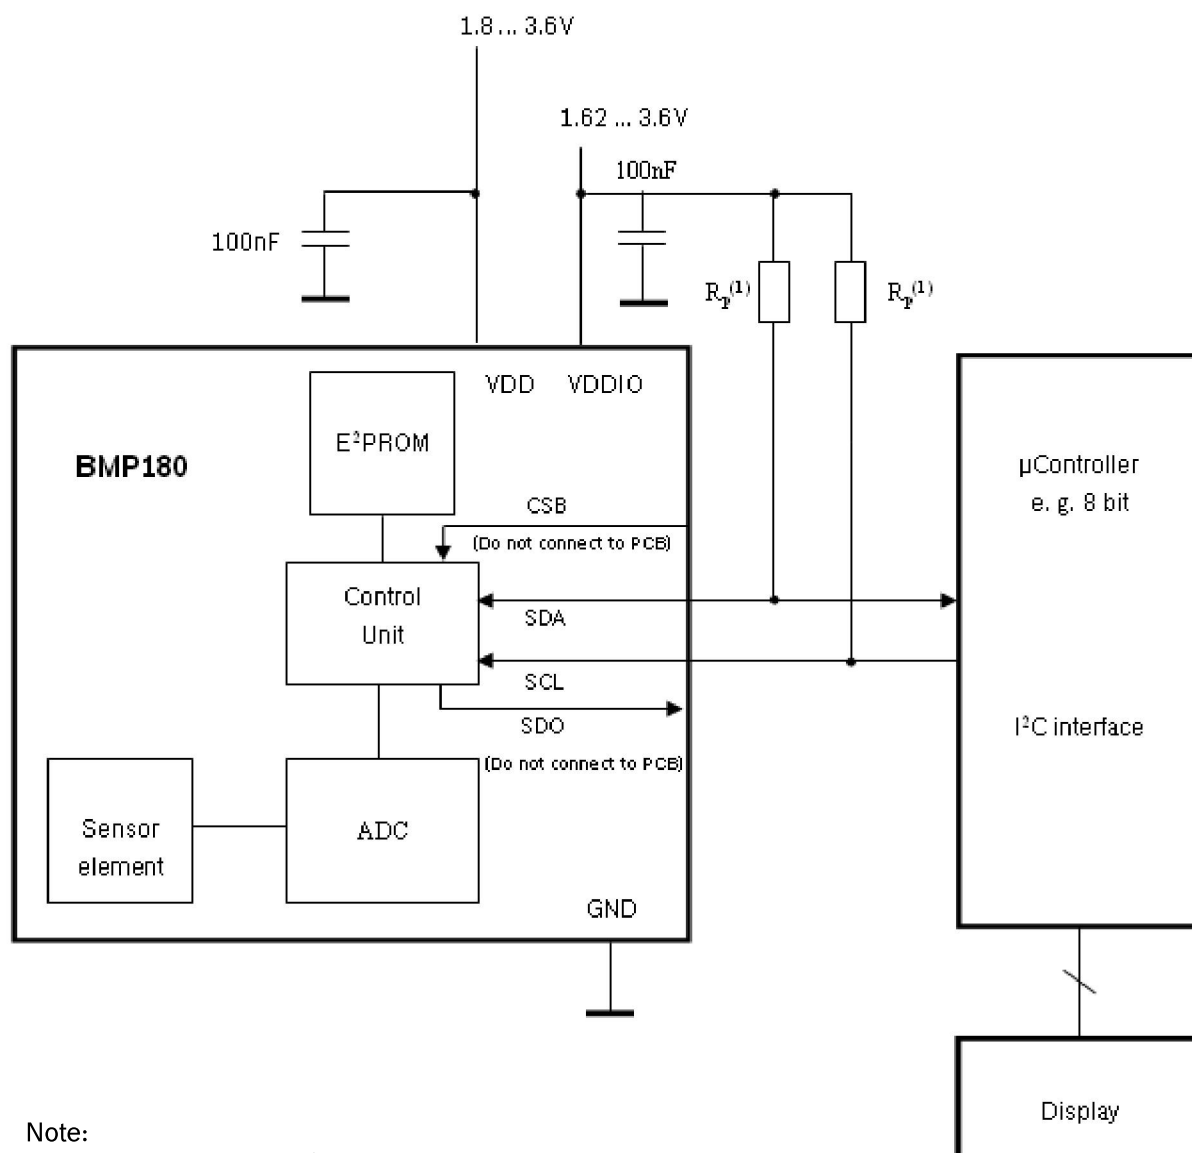 1.8 ... 3.6V
1.62 ... 3.6V
100nF
100nF
Rp(1)
Rp(1)
VDD VDDIO
E²PROM
BMP180
µController
e. g. 8 bit
CSB
(Do not connect to PCB)
Control
Unit
SDA
SCL
SDO
(Do not connect to PCB)
I²C interface
Sensor
element
ADC
GND
Display
Note: